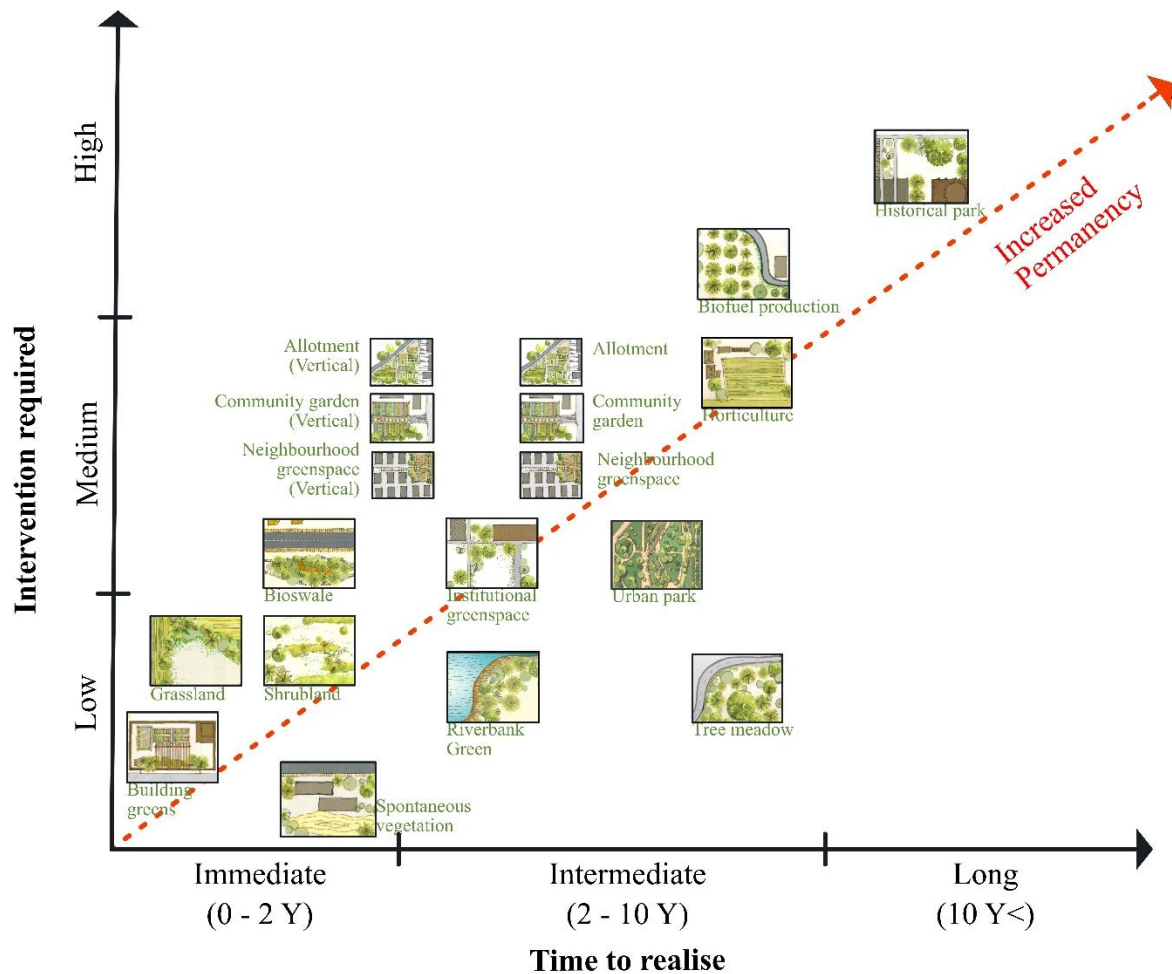 High
Medium
Low
Intervention required
Historical park
Increased
Permanency
Biofuel production
Allotment
(Vertical)
Allotment
Community garden
(Vertical)
Community
garden
Horticulture
Neighbourhood
greenspace
(Vertical)
Neighbourhood
greenspace
Bioswale
Institutional
greenspace
Urban park
Grassland
Shrubland
Riverbank
Green
Tree meadow
Building
greens
Spontaneous
vegetation
Immediate
(0 - 2 Y)
Intermediate
(2 - 10 Y)
Long
(10 Y<)
Time to realise